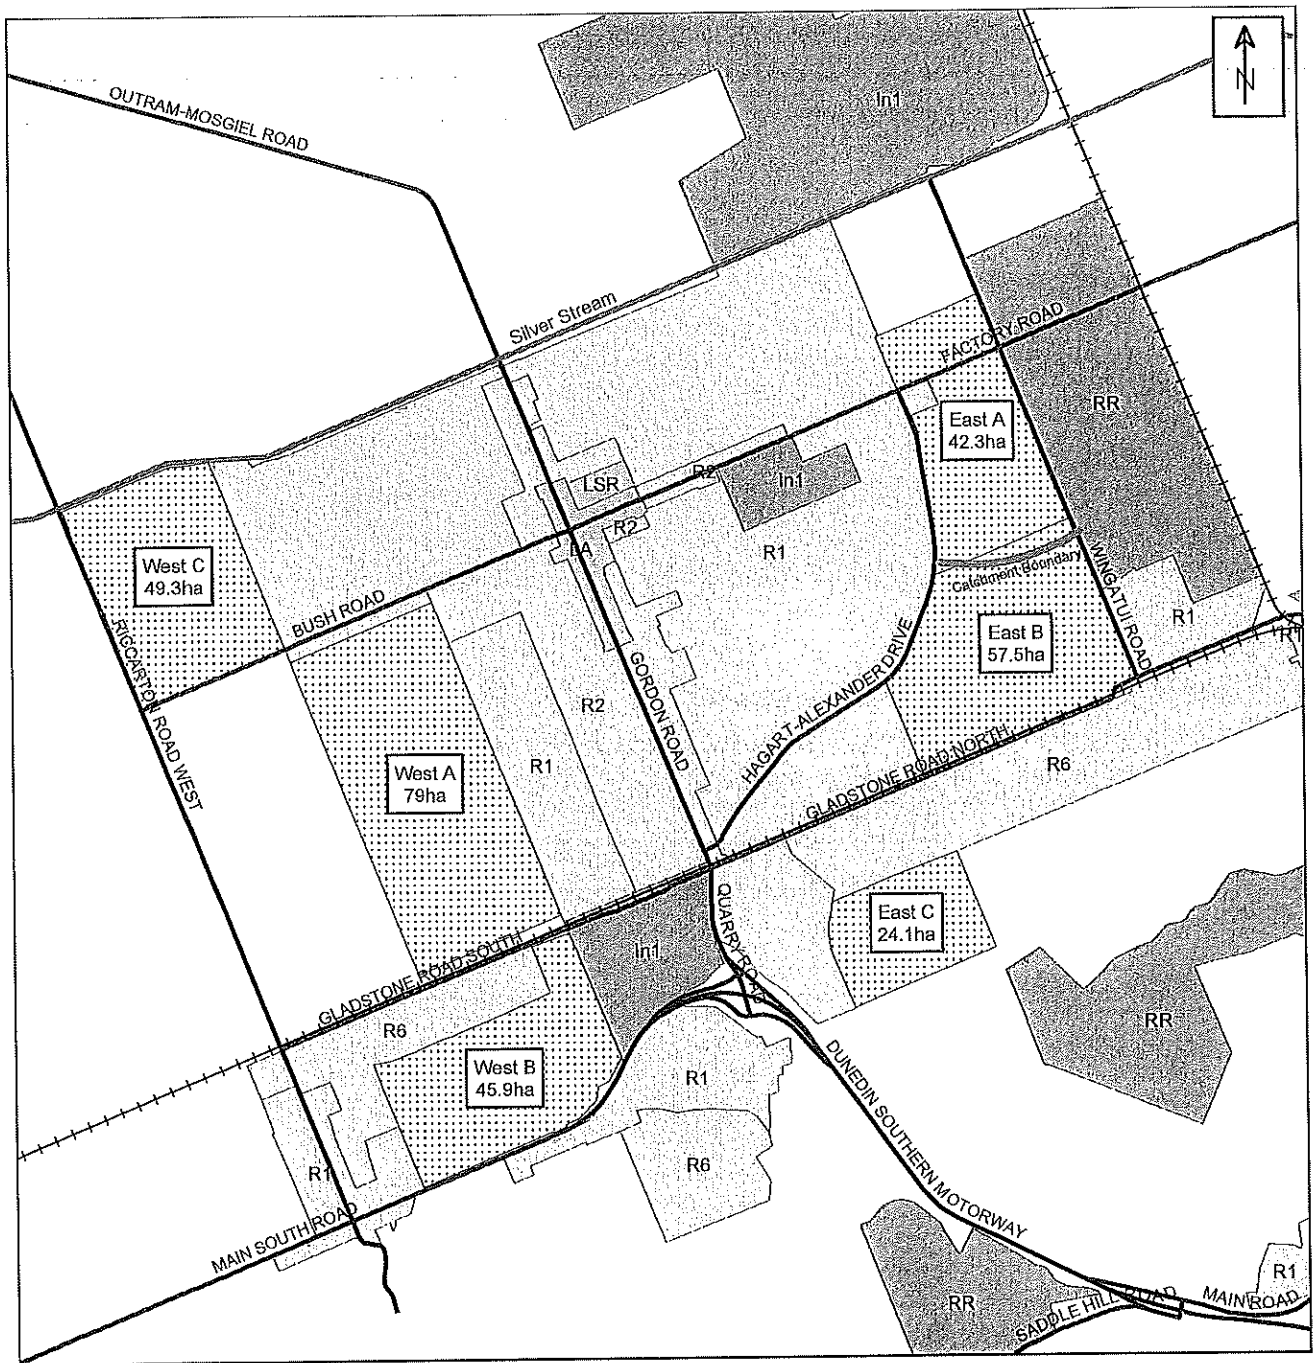 N
OUTRAM-MOSGIEL ROAD
In1
Silver Stream
FACTORY ROAD
RR
East A
42.3ha
R2
LSR
In1
R2
LA
R1
West C
49.3ha
BUSH ROAD
Catchment Boundary
WINGATUI ROAD
R1
R1
East B
57.5ha
RICCARTON ROAD WEST
GORDON ROAD
HAGART-ALEXANDER DRIVE
R2
R1
West A
79ha
GLADSTONE ROAD NORTH
R6
QUARRY ROAD
East C
24.1ha
In1
GLADSTONE ROAD SOUTH
R6
RR
West B
45.9ha
R1
DUNEDIN SOUTHERN MOTORWAY
R6
R1
MAIN SOUTH ROAD
R1
RR
SADDLE HILL ROAD
MAIN ROAD